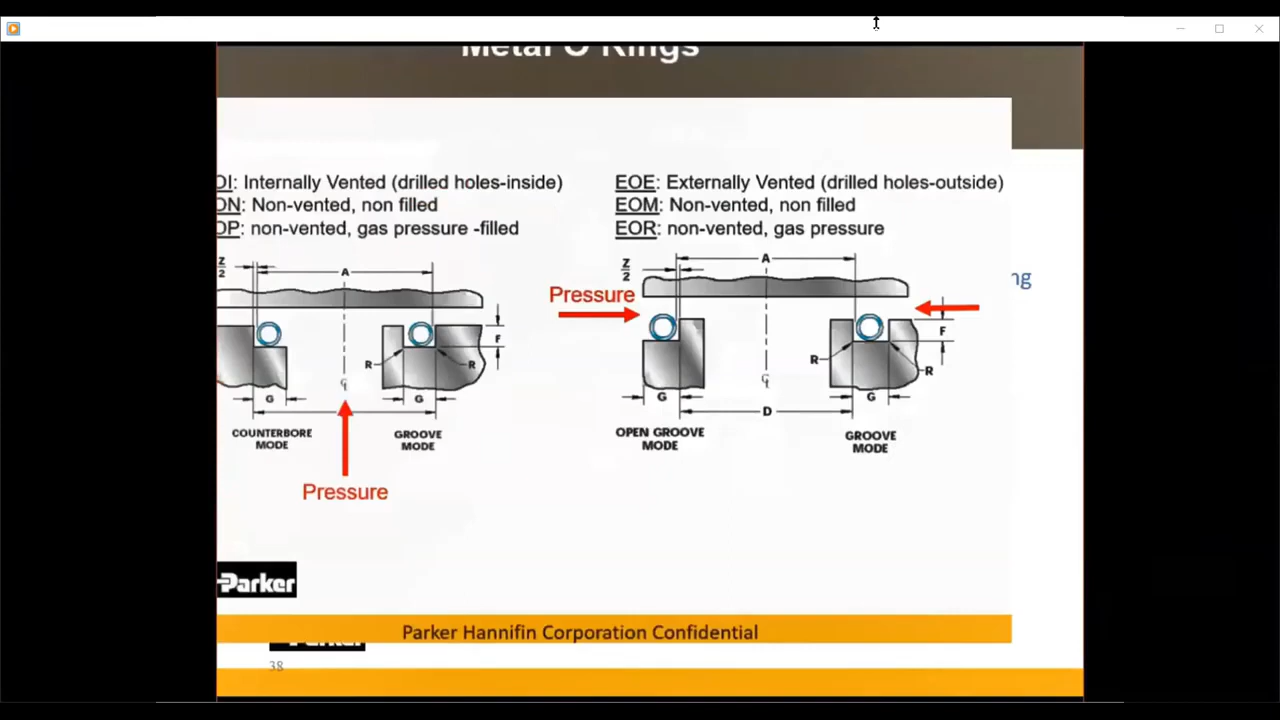 Metal O Rings
OI: Internally Vented (drilled holes-inside)
ON: Non-vented, non filled
OP: non-vented, gas pressure -filled
EOE: Externally Vented (drilled holes-outside)
EOM: Non-vented, non filled
EOR: non-vented, gas pressure
Z
2
A
F
R
R
G
G
COUNTERBORE
MODE
GROOVE
MODE
Pressure
Z
2
A
Pressure
F
R
R
G
G
D
OPEN GROOVE
MODE
GROOVE
MODE
ng
Parker
Parker Hannifin Corporation Confidential
Parker
38